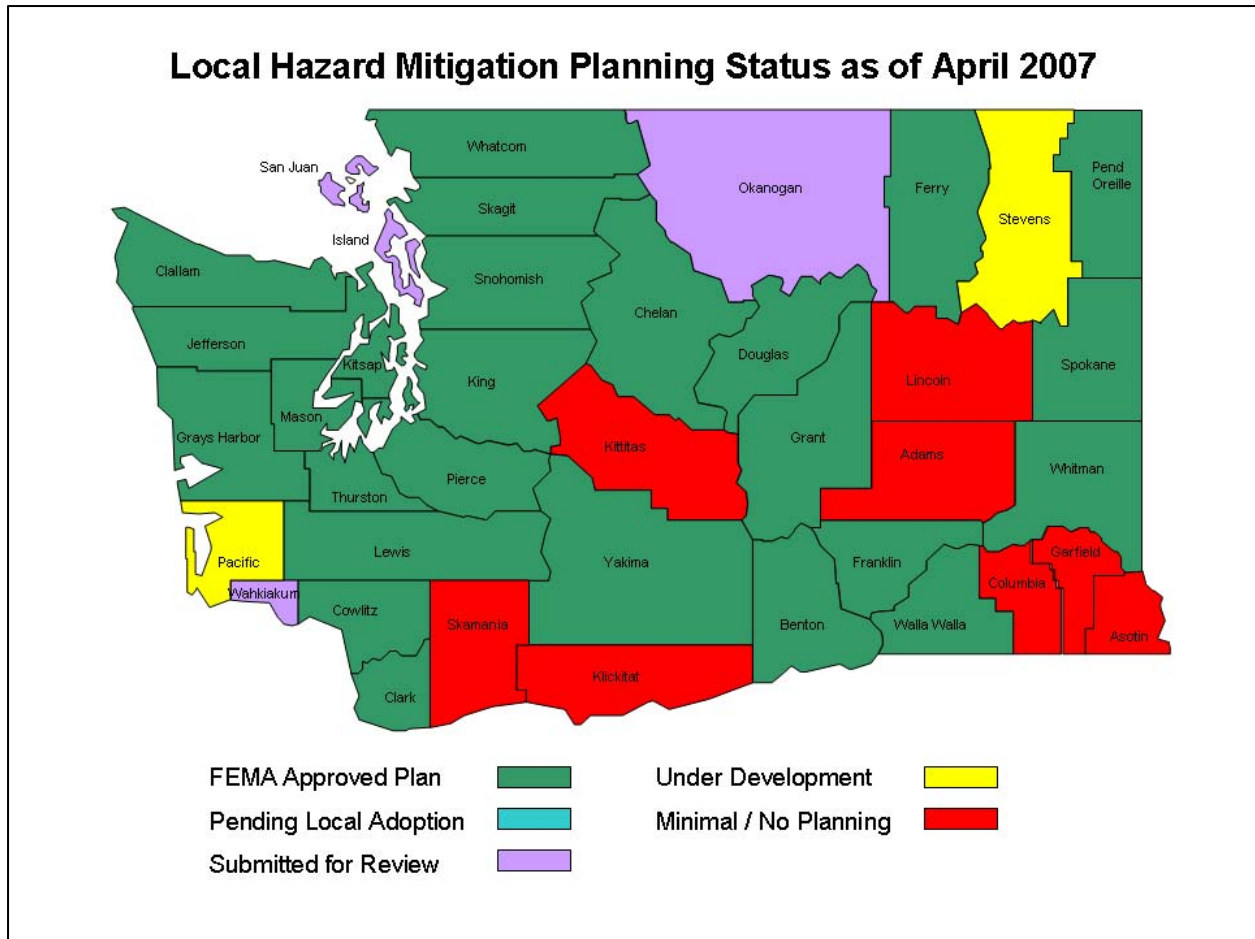 Local Hazard Mitigation Planning Status as of April 2007
Whatcom
San Juan
Okanogan
Ferry
Pend
Oreille
Skagit
Stevens
Island
Clallam
Snohomish
Chelan
Jefferson
Douglas
Kitsap
King
Lincoln
Spokane
Mason
Grays Harbor
Kittitas
Grant
Adams
Whitman
Pierce
Thurston
Lewis
Yakima
Pacific
Franklin
Garfield
Columbia
Wahkiakum
Cowlitz
Skamania
Benton
Walla Walla
Asotin
Klickitat
Clark
FEMA Approved Plan
Under Development
Pending Local Adoption
Minimal / No Planning
Submitted for Review